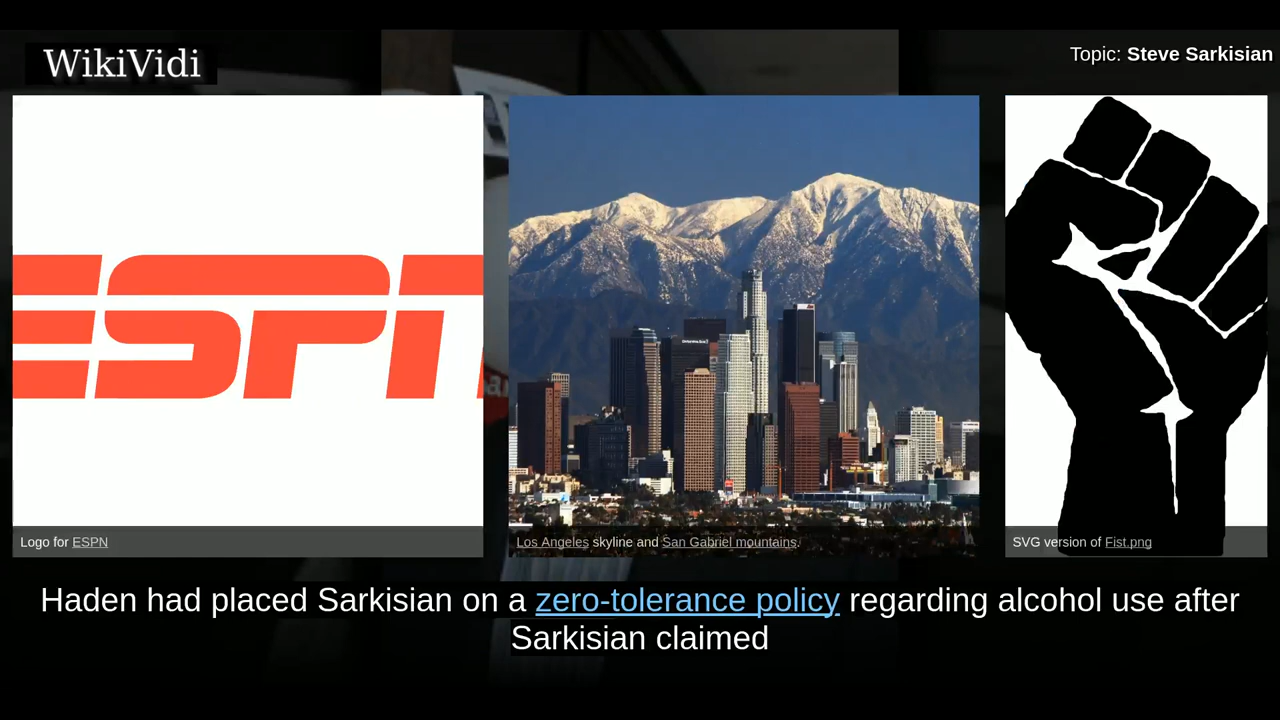 WikiVidi
Topic: Steve Sarkisian
ESPN
Logo for ESPN
Los Angeles skyline and San Gabriel mountains.
SVG version of Fist.png
Haden had placed Sarkisian on a zero-tolerance policy regarding alcohol use after
Sarkisian claimed